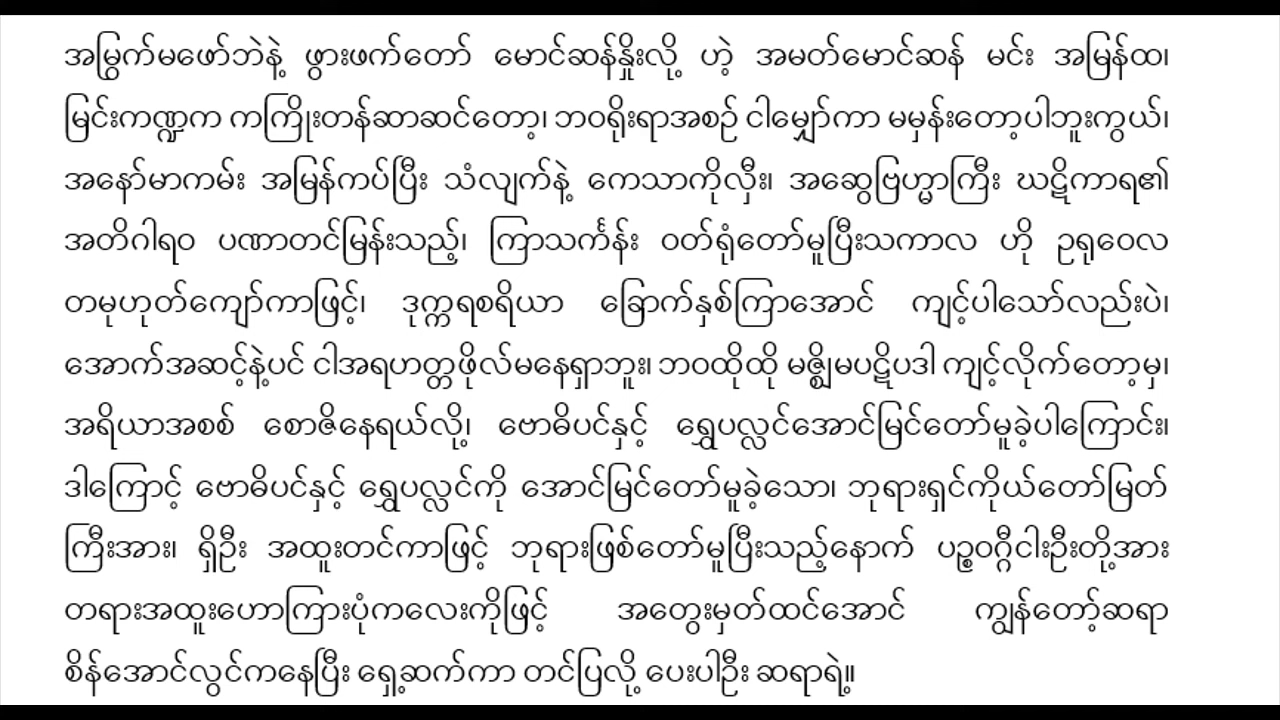 အမြွက်မဖော်ဘဲနဲ့ ဖွားဖက်တော် မောင်ဆန်နှိုးလို့ ဟဲ့ အမတ်မောင်ဆန် မင်း အမြန်ထ၊
မြင်းကဏ္ဍက ကကြိုးတန်ဆာဆင်တော့၊ ဘဝရိုးရာအစဉ် ငါမျှော်ကာ မမှန်းတော့ပါဘူးကွယ်၊
အနော်မာကမ်း အမြန်ကပ်ပြီး သံလျက်နဲ့ ကေသာကိုလှီး၊ အဆွေဗြဟ္မာကြီး ဃဋိကာရ၏
အတိဂါရဝ ပဏာတင်မြန်းသည့်၊ ကြာသင်္ကန်း ဝတ်ရုံတော်မူပြီးသကာလ ဟို ဥရုဝေလ
တမုဟုတ်ကျော်ကာဖြင့်၊ ဒုက္ကရစရိယာ ခြောက်နှစ်ကြာအောင် ကျင့်ပါသော်လည်းပဲ၊
အောက်အဆင့်နဲ့ပင် ငါအရဟတ္တဖိုလ်မနေရှာဘူး၊ ဘဝထိုထို မဇ္ဈိမပဋိပဒါ ကျင့်လိုက်တော့မှ၊
အရိယာအစစ် စောဇိနေရယ်လို့၊ ဗောဓိပင်နှင့် ရွှေပလ္လင်အောင်မြင်တော်မူခဲ့ပါကြောင်း၊
ဒါကြောင့် ဗောဓိပင်နှင့် ရွှေပလ္လင်ကို အောင်မြင်တော်မူခဲ့သော၊ ဘုရားရှင်ကိုယ်တော်မြတ်
ကြီးအား၊ ရှိဦး အထူးတင်ကာဖြင့် ဘုရားဖြစ်တော်မူပြီးသည့်နောက် ပဉ္စဝဂ္ဂီငါးဦးတို့အား
တရားအထူးဟောကြားပုံကလေးကိုဖြင့် အတွေးမှတ်ထင်အောင် ကျွန်တော့်ဆရာ
စိန်အောင်လွင်ကနေပြီး ရှေ့ဆက်ကာ တင်ပြလို့ ပေးပါဦး ဆရာရဲ့။